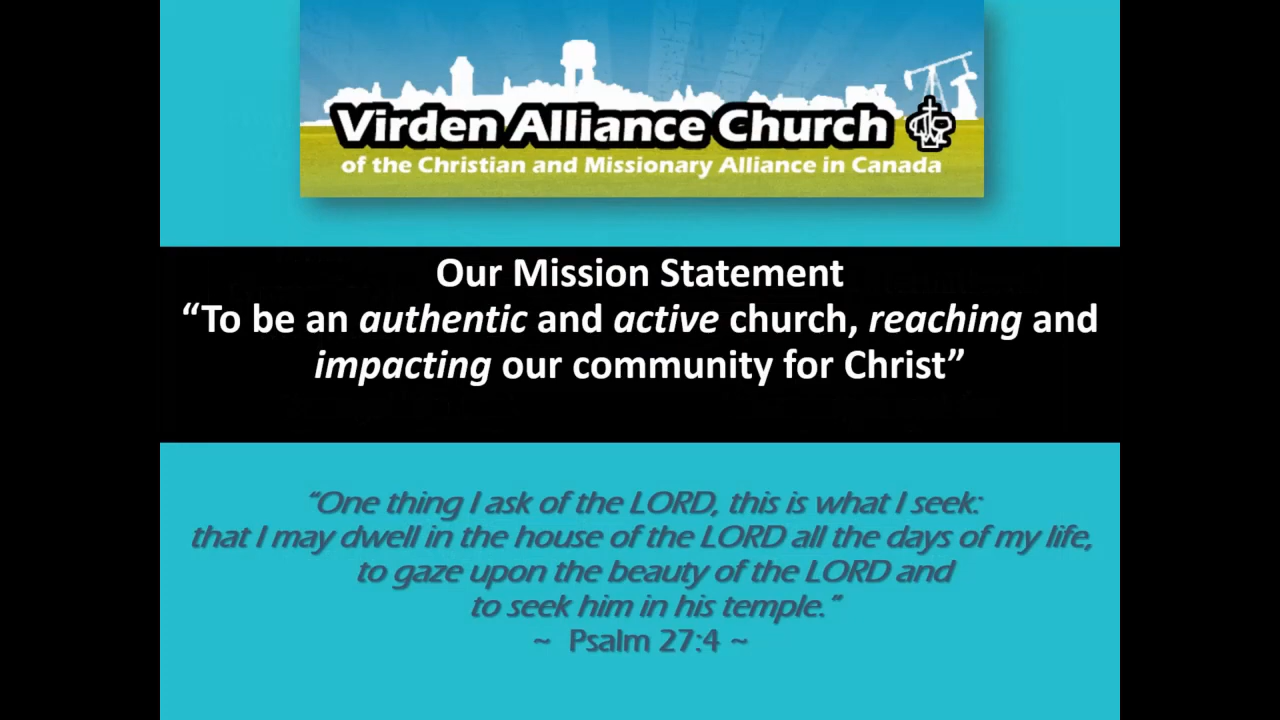 Virden Alliance Church
of the Christian and Missionary Alliance in Canada
Our Mission Statement
“To be an authentic and active church, reaching and
impacting our community for Christ”
“One thing I ask of the LORD, this is what I seek:
that I may dwell in the house of the LORD all the days of my life,
to gaze upon the beauty of the LORD and
to seek him in his temple.”
~ Psalm 27:4 ~